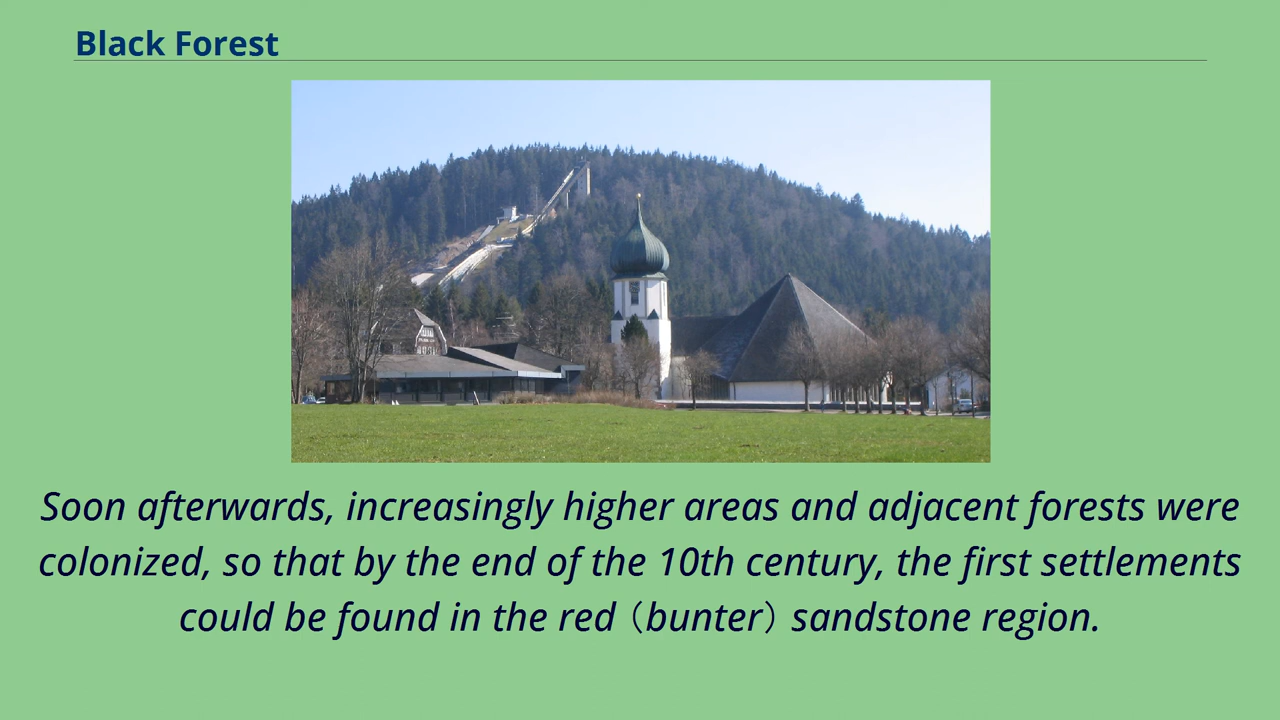 Black Forest
Soon afterwards, increasingly higher areas and adjacent forests were
colonized, so that by the end of the 10th century, the first settlements
could be found in the red（bunter）sandstone region.